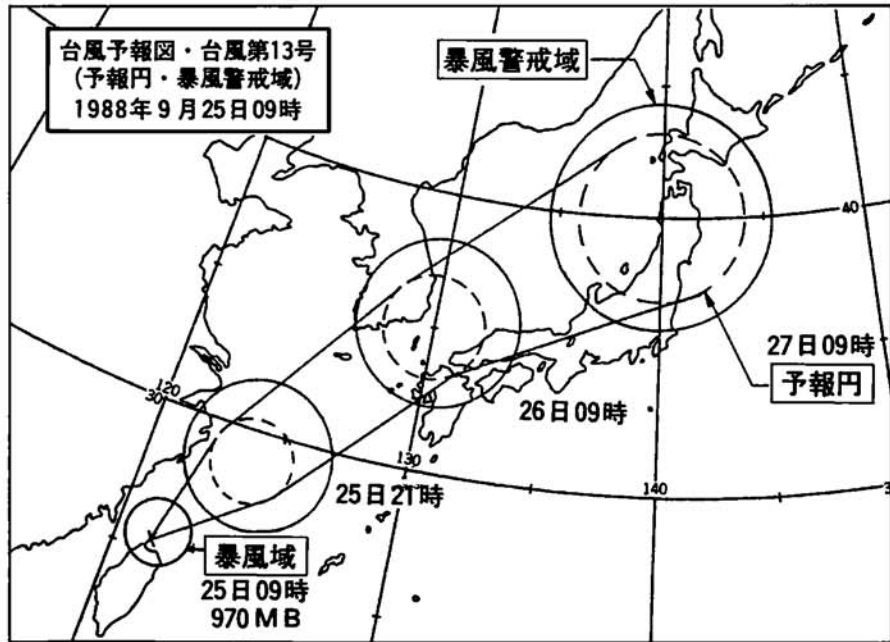 台風予報図・台風第13号
(予報円・暴風警戒域)
1988年9月25日09時
暴風警戒域
40
27日09時
予報円
26日09時
120
30
130
25日21時
140
3
暴風域
25日09時
970MB